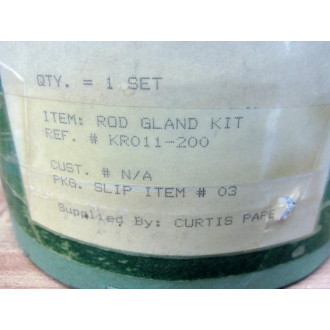 QTY. = 1 SET
ITEM: ROD GLAND KIT
REF. # KR011-200
CUST. # N/A
PKG. SLIP ITEM # 03
Supplied By: CURTIS PAPE